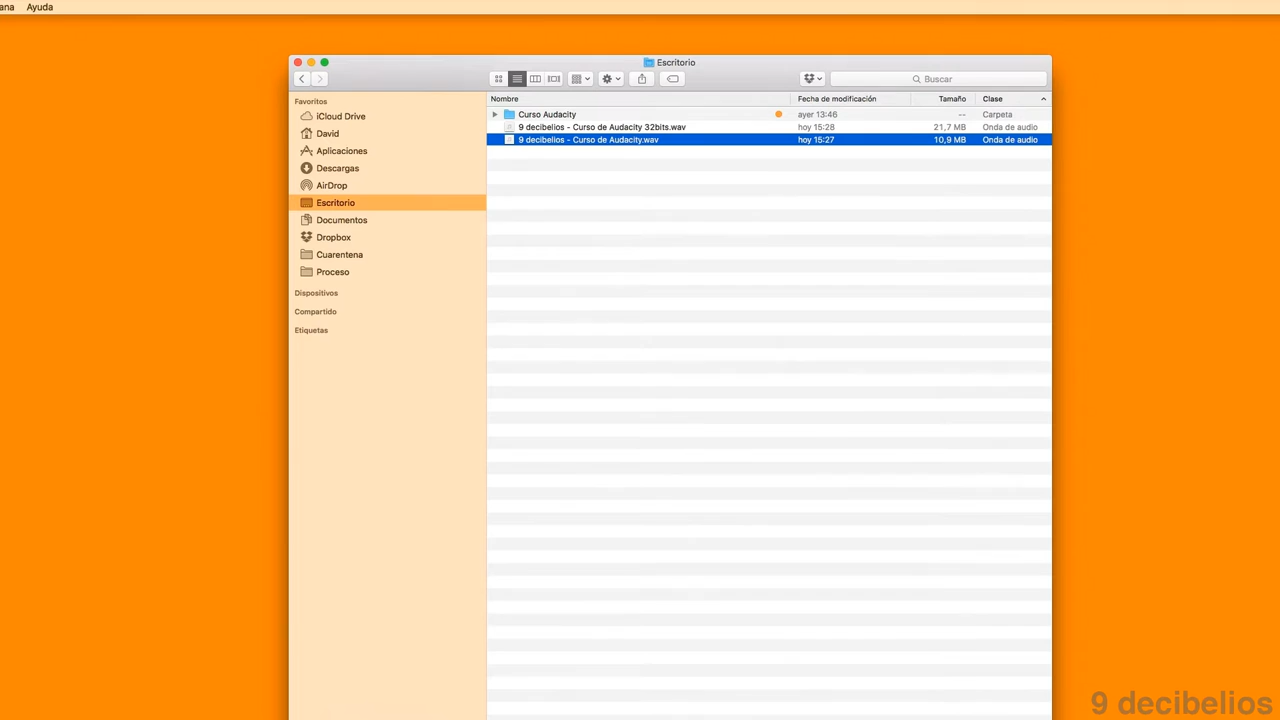 ana Ayuda
Escritorio
Buscar
Favoritos
iCloud Drive
David
Aplicaciones
Descargas
AirDrop
Escritorio
Documentos
Dropbox
Cuarentena
Proceso
Dispositivos
Compartido
Etiquetas
Nombre Fecha de modificación Tamaño Clase
Curso Audacity ayer 13:46 -- Carpeta
9 decibelios - Curso de Audacity 32bits.wav hoy 15:28 21,7 MB Onda de audio
9 decibelios - Curso de Audacity.wav hoy 15:27 10,9 MB Onda de audio
9 decibelios